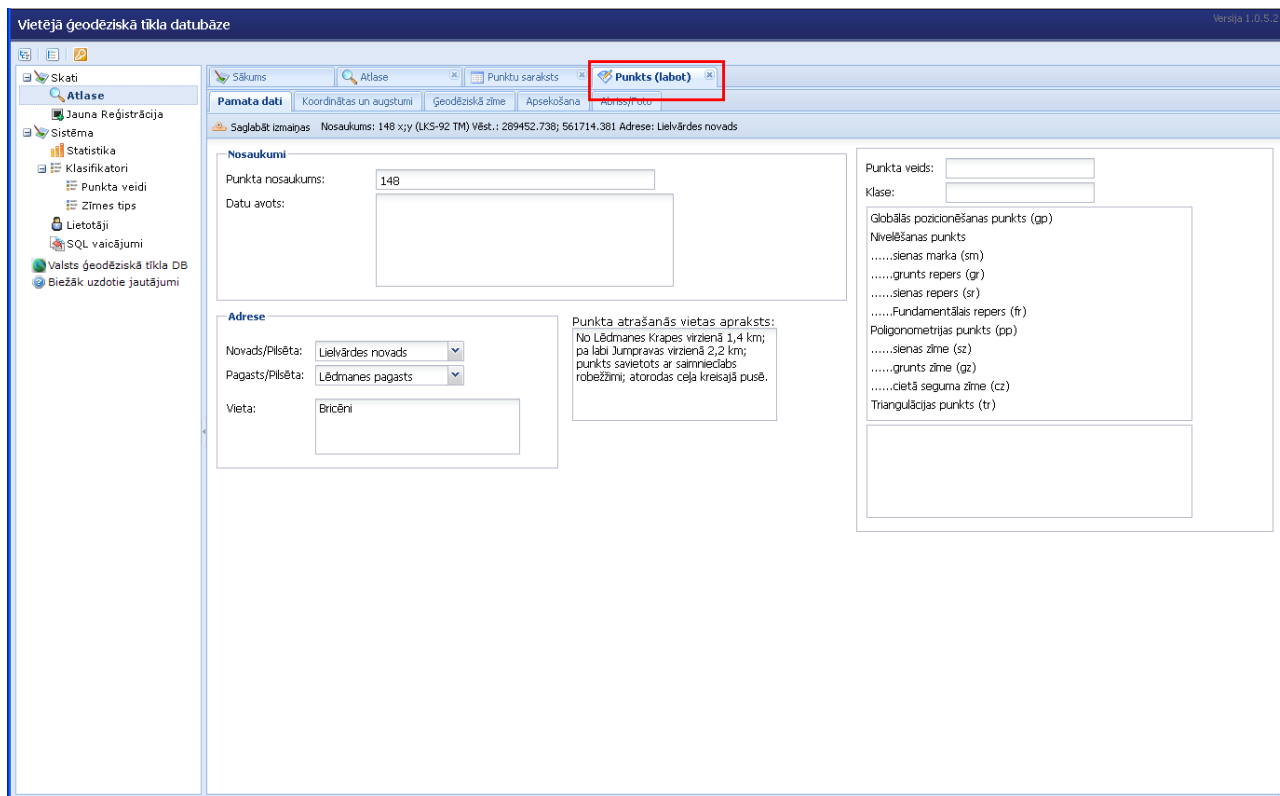 Vietējā ģeodēziskā tīkla datubāze
Versija 1.0.5.2
Skati
Atlase
Jauna Reģistrācija
Sistēma
Statistika
Klasifikatori
Punkta veidi
Zīmes tips
Lietotāji
SQL vaicājumi
Valsts ģeodēziskā tīkla DB
Biežāk uzdotie jautājumi
Sākums
Atlase
Punktu saraksts
Punkts (labot)
Pamata dati
Koordinātas un augstumi
Ģeodēziskā zīme
Apsekošana
Abriss/Foto
Saglabāt izmaiņas Nosaukums: 148 x;y (LKS-92 TM) Vēst.: 289452.738; 561714.381 Adrese: Lielvārdes novads
Nosaukumi
Punkta nosaukums: 148
Datu avots:
Adrese
Novads/Pilsēta: Lielvārdes novads
Pagasts/Pilsēta: Lēdmanes pagasts
Vieta: Bricēni
Punkta atrašanās vietas apraksts:
No Lēdmanes Krapes virzienā 1,4 km;
pa labi Jumpravas virzienā 2,2 km;
punkts savietots ar saimniecīabs
robežžimi; atorodas ceļa kreisajā pusē.
Punkta veids:
Klase:
Globālās pozicionēšanas punkts (gp)
Nivelēšanas punkts
......sienas marka (sm)
......grunts repers (gr)
......sienas repers (sr)
......Fundamentālais repers (fr)
Poligonometrijas punkts (pp)
......sienas zīme (sz)
......grunts zīme (gz)
......cietā seguma zīme (cz)
Triangulācijas punkts (tr)